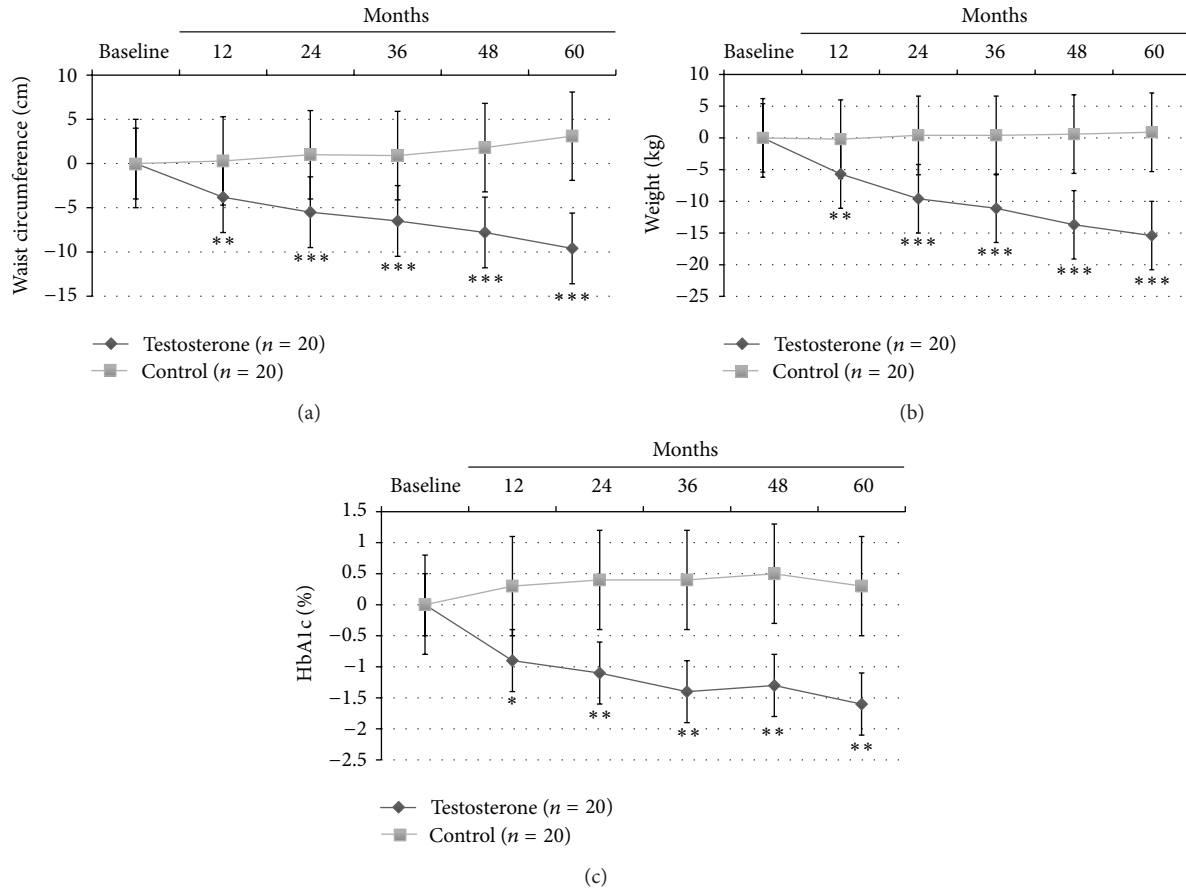 Months
Baseline 12 24 36 48 60
10
5
0
−5
−10
−15
Waist circumference (cm)
**
***
***
***
***
Testosterone (n = 20)
Control (n = 20)
(a)
Months
Baseline 12 24 36 48 60
10
5
0
−5
−10
−15
−20
−25
Weight (kg)
**
***
***
***
***
Testosterone (n = 20)
Control (n = 20)
(b)
Months
Baseline 12 24 36 48 60
1.5
1
0.5
0
−0.5
−1
−1.5
−2
−2.5
HbA1c (%)
*
**
**
**
**
Testosterone (n = 20)
Control (n = 20)
(c)